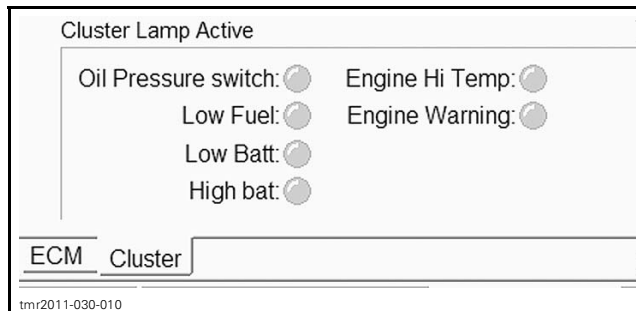 Cluster Lamp Active
Oil Pressure switch: Engine Hi Temp:
Low Fuel: Engine Warning:
Low Batt:
High bat:
ECM Cluster
tmr2011-030-010